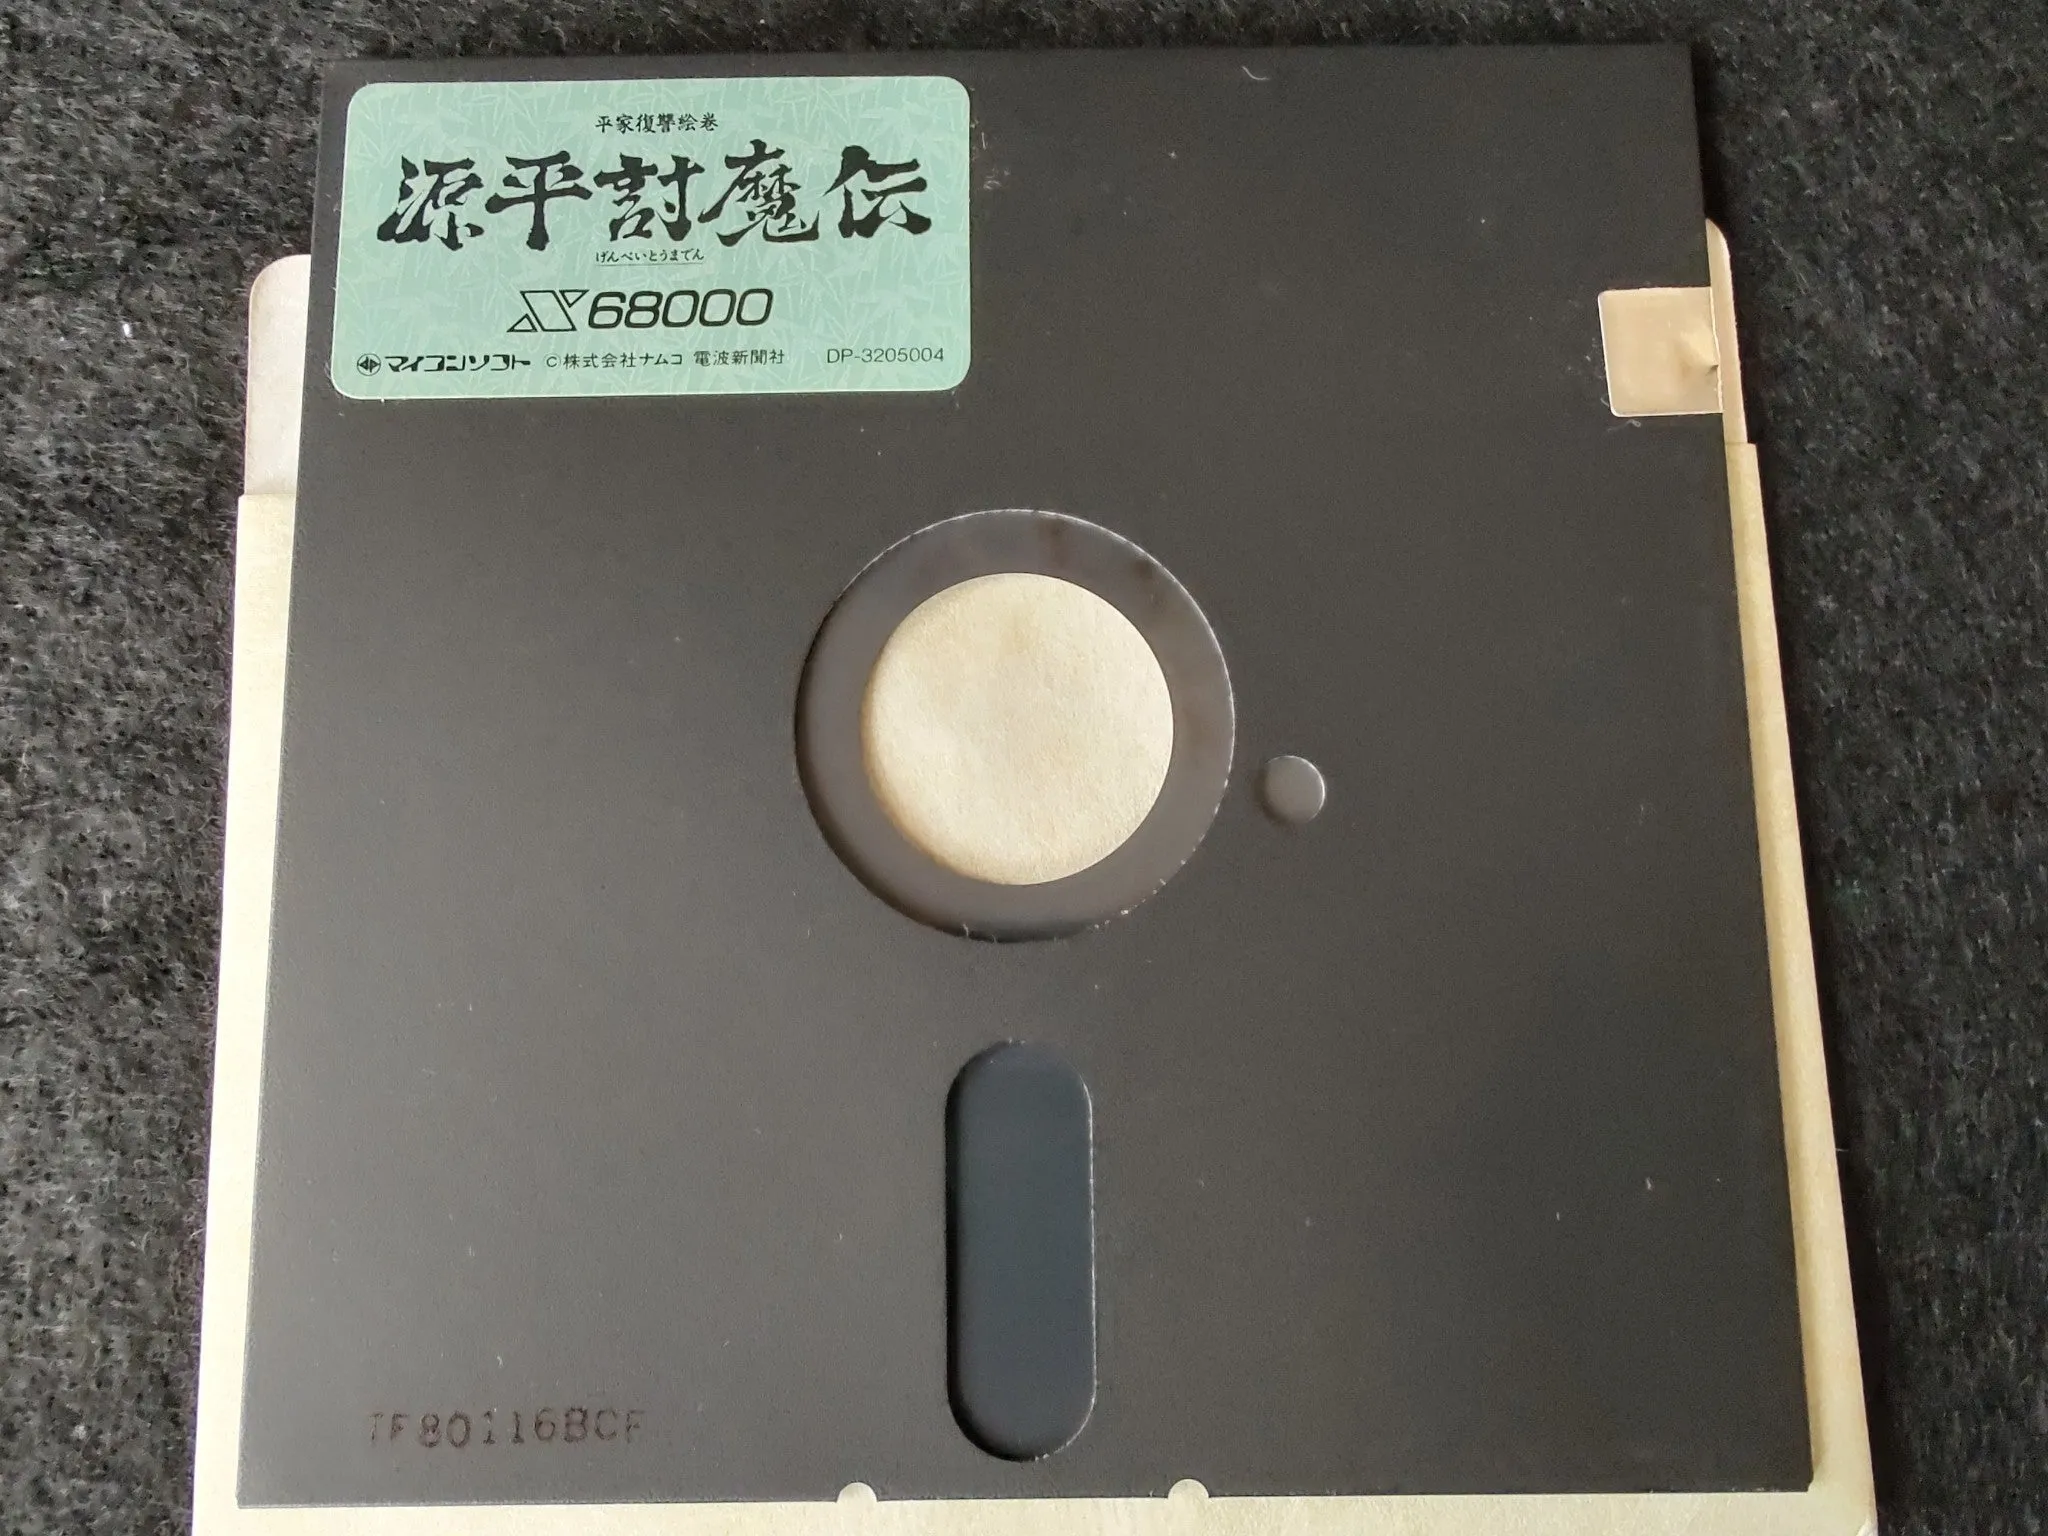 平家復讐絵巻
源平討魔伝
げんぺいとうまでん
X68000
マイコンソフト ©株式会社ナムコ 電波新聞社 DP-3205004
TF80116BCF